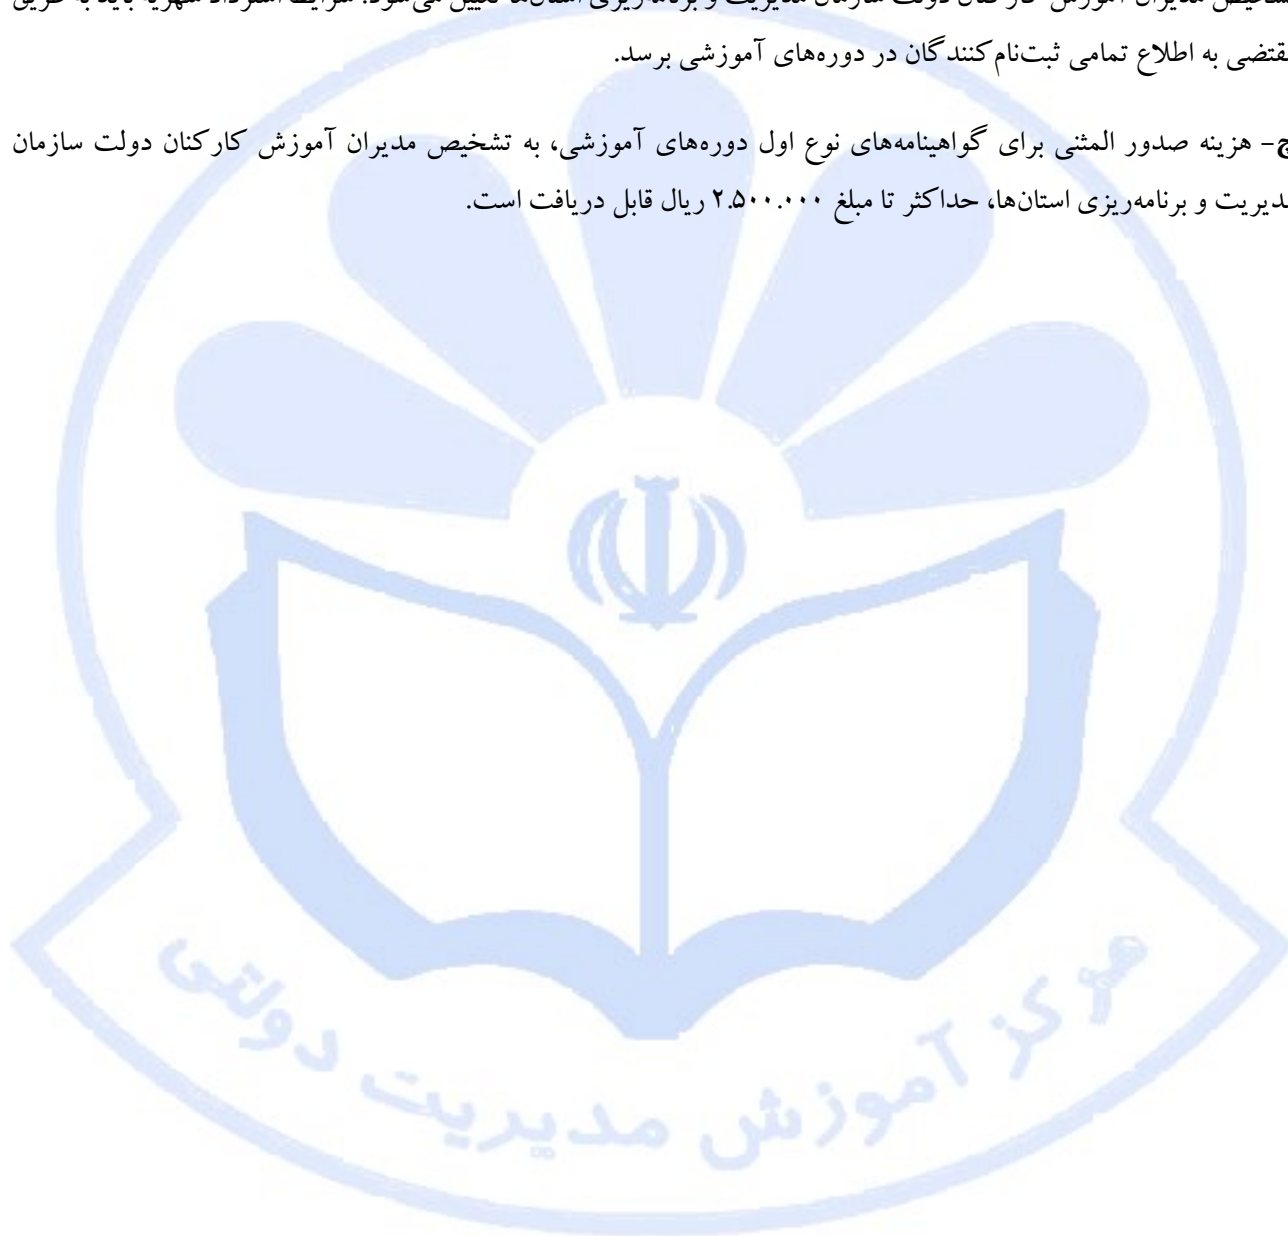 تشخیص مدیران آموزش کارکنان دولت سازمان مدیریت و برنامه‌ریزی استان‌ها تعیین می‌شود. شرایط استرداد شهریه باید به طریق
مقتضی به اطلاع تمامی ثبت‌نام‌کنندگان در دوره‌های آموزشی برسد.
چ- هزینه صدور المثنی برای گواهینامه‌های نوع اول دوره‌های آموزشی، به تشخیص مدیران آموزش کارکنان دولت سازمان
مدیریت و برنامه‌ریزی استان‌ها، حداکثر تا مبلغ ۲.۵۰۰.۰۰۰ ریال قابل دریافت است.
مرکز آموزش مدیریت دولتی